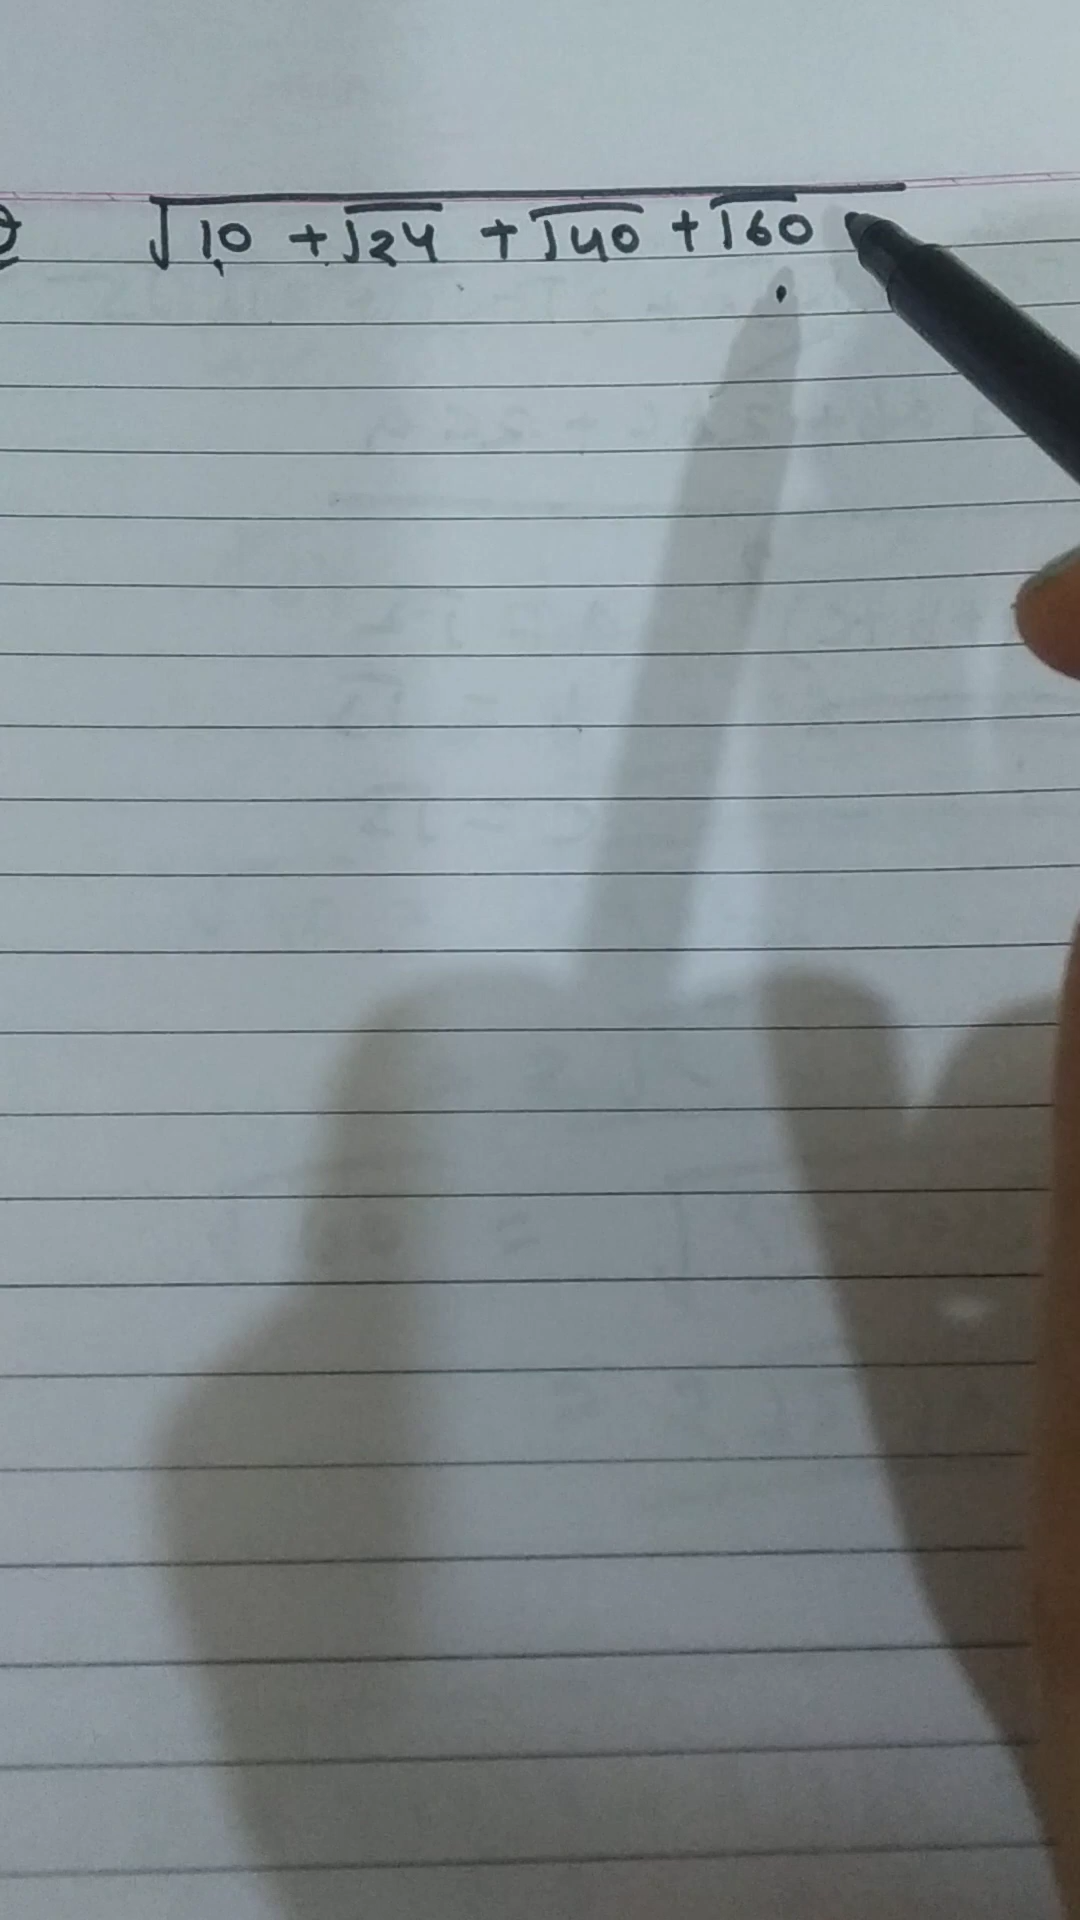 √10 + √24 + √40 + √60